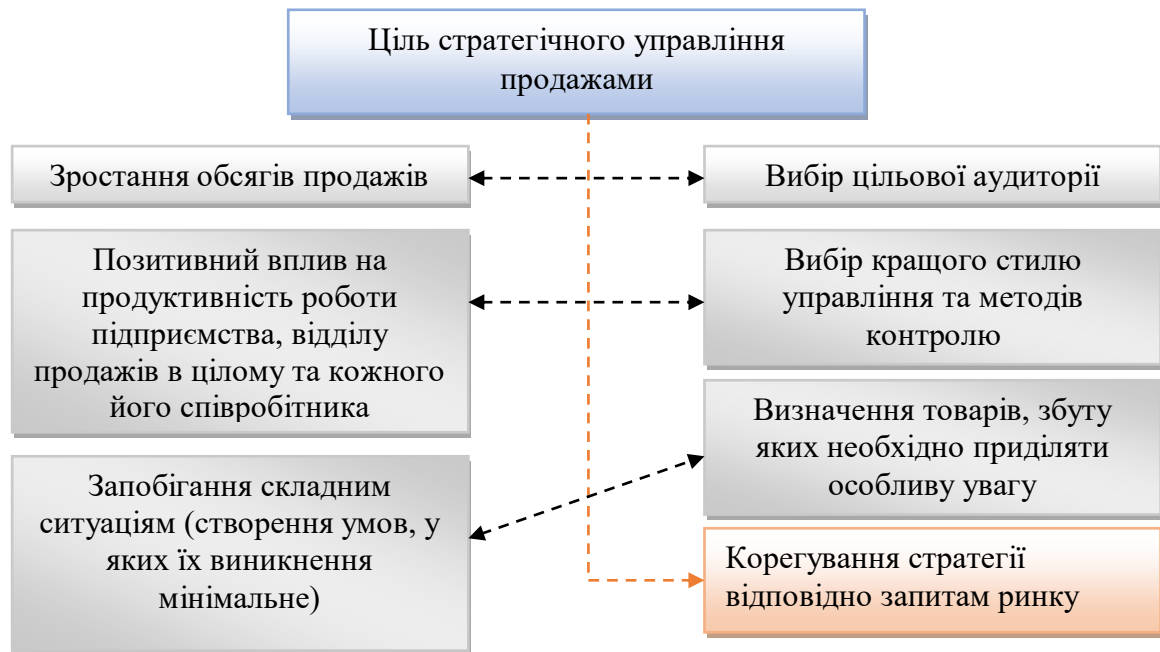 Ціль стратегічного управління
продажами
Зростання обсягів продажів
Вибір цільової аудиторії
Позитивний вплив на
продуктивність роботи
підприємства, відділу
продажів в цілому та кожного
його співробітника
Вибір кращого стилю
управління та методів
контролю
Запобігання складним
ситуаціям (створення умов, у
яких їх виникнення
мінімальне)
Визначення товарів, збуту
яких необхідно приділяти
особливу увагу
Корегування стратегії
відповідно запитам ринку